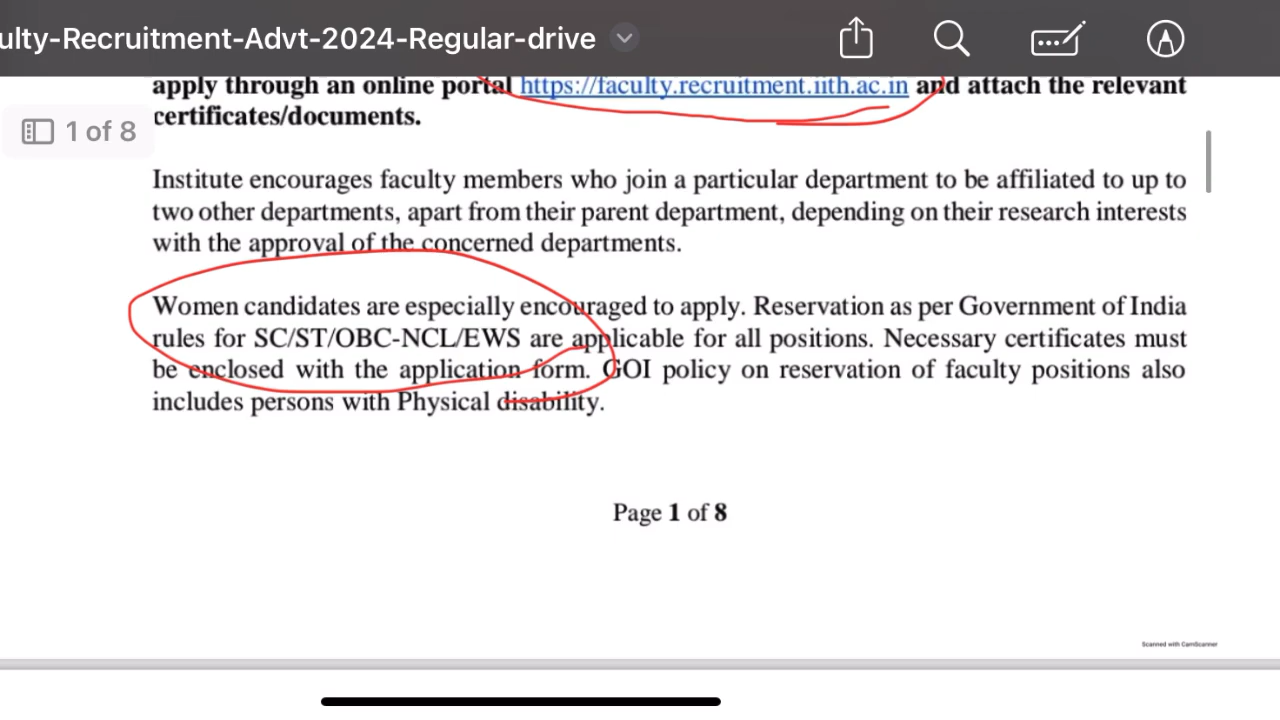 ulty-Recruitment-Advt-2024-Regular-drive
apply through an online portal https://faculty.recruitment.iith.ac.in and attach the relevant
1 of 8
certificates/documents.
Institute encourages faculty members who join a particular department to be affiliated to up to
two other departments, apart from their parent department, depending on their research interests
with the approval of the concerned departments.
Women candidates are especially encouraged to apply. Reservation as per Government of India
rules for SC/ST/OBC-NCL/EWS are applicable for all positions. Necessary certificates must
be enclosed with the application form. GOI policy on reservation of faculty positions also
includes persons with Physical disability.
Page 1 of 8
Scanned with CamScanner